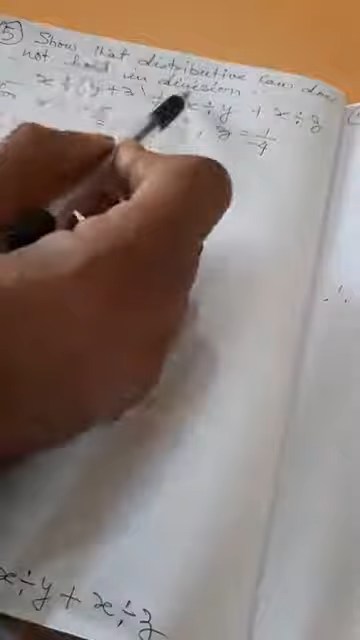 5 Show that distributive law does
not hold in division.
x ÷ (y + z) ≠ x ÷ y + x ÷ z
= , z = 1/-4
∴
x ÷ y + x ÷ z